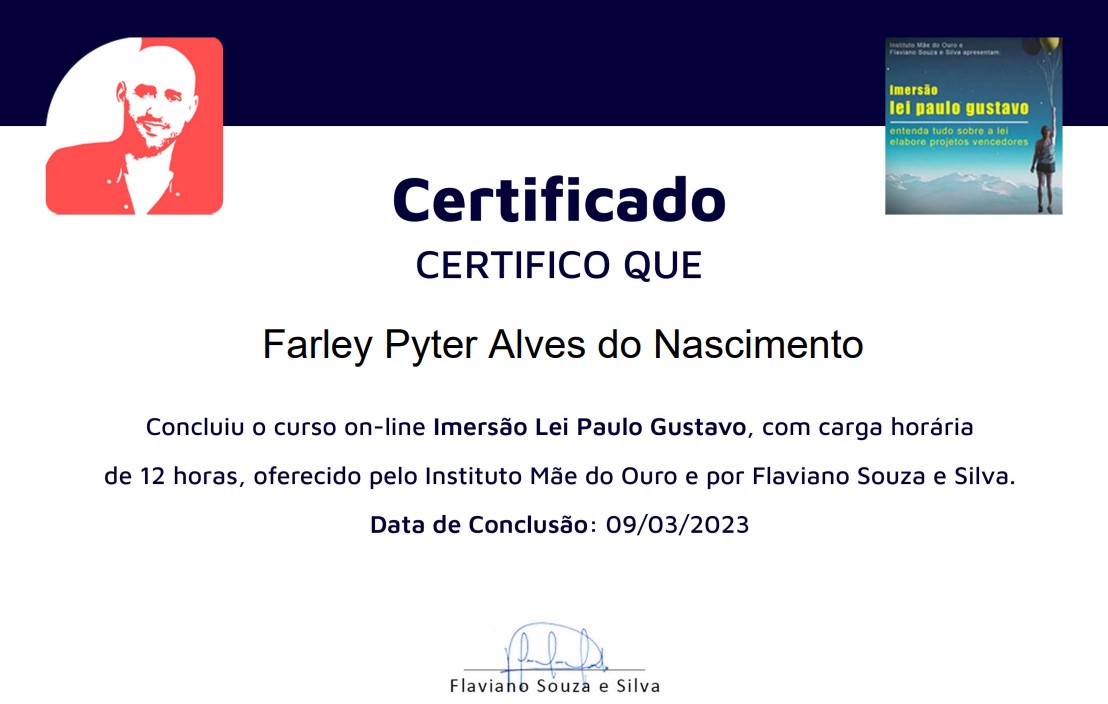 Instituto Mãe do Ouro e
Flaviano Souza e Silva apresentam:
Imersão
lei paulo gustavo
entenda tudo sobre a lei
elabore projetos vencedores
Certificado
CERTIFICO QUE
Farley Pyter Alves do Nascimento
Concluiu o curso on-line Imersão Lei Paulo Gustavo, com carga horária
de 12 horas, oferecido pelo Instituto Mãe do Ouro e por Flaviano Souza e Silva.
Data de Conclusão: 09/03/2023
Flaviano Souza e Silva